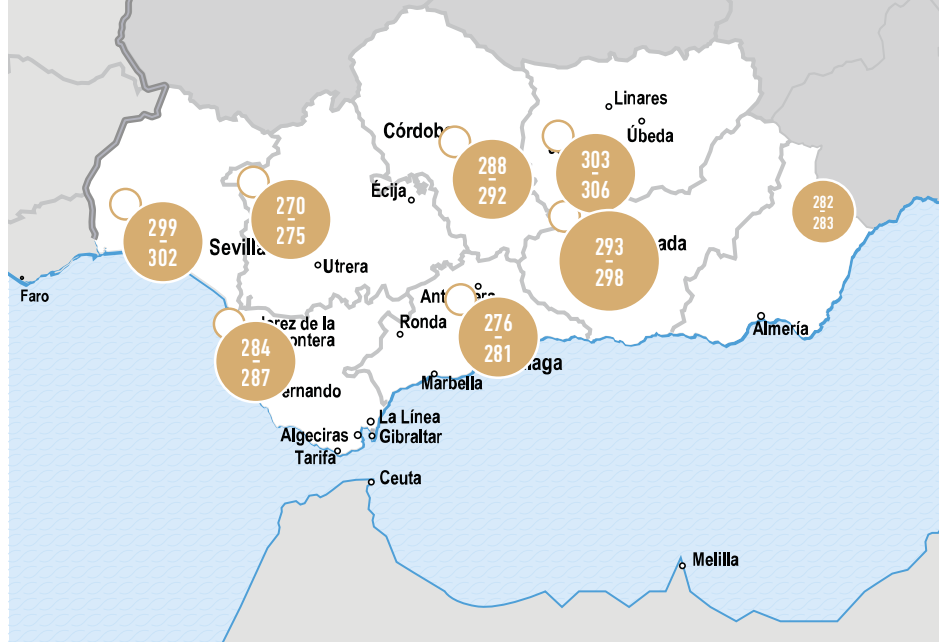 Linares
Úbeda
Córdob
288
292
303
306
282
283
Écija
270
275
299
302
Sevilla
Utrera
293
298
ada
Faro
Ant
ra
276
281
Ronda
Almería
erez de la
ontera
284
287
aga
Marbella
ernando
La Línea
Algeciras
Gibraltar
Tarifa
Ceuta
Melilla